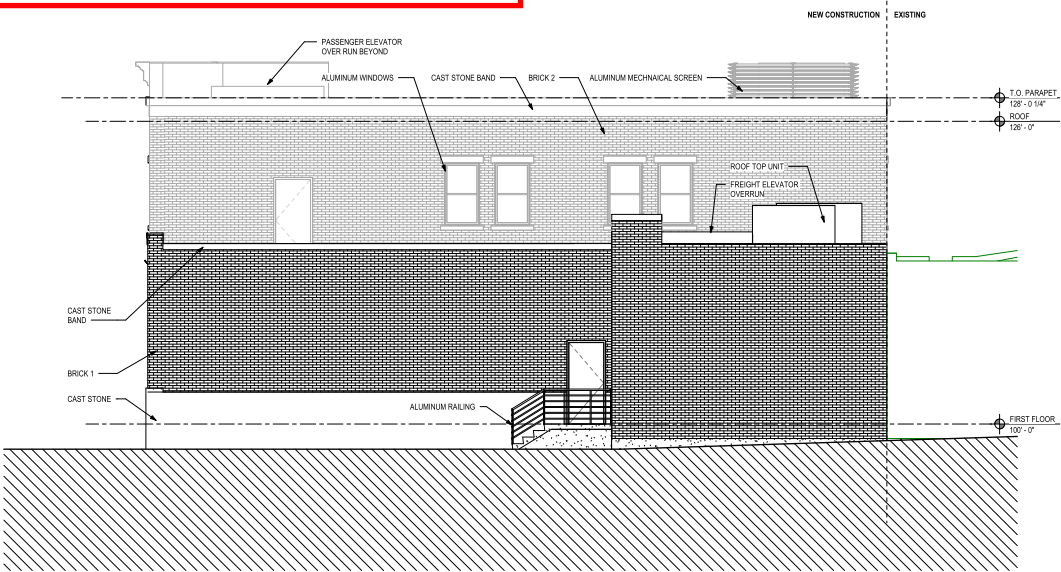 NEW CONSTRUCTION
EXISTING
PASSENGER ELEVATOR
OVER RUN BEYOND
ALUMINUM WINDOWS
CAST STONE BAND
BRICK 2
ALUMINUM MECHNAICAL SCREEN
T.O. PARAPET
128' - 0 1/4"
ROOF
126' - 0"
ROOF TOP UNIT
FREIGHT ELEVATOR
OVERRUN
CAST STONE
BAND
BRICK 1
CAST STONE
ALUMINUM RAILING
FIRST FLOOR
100' - 0"